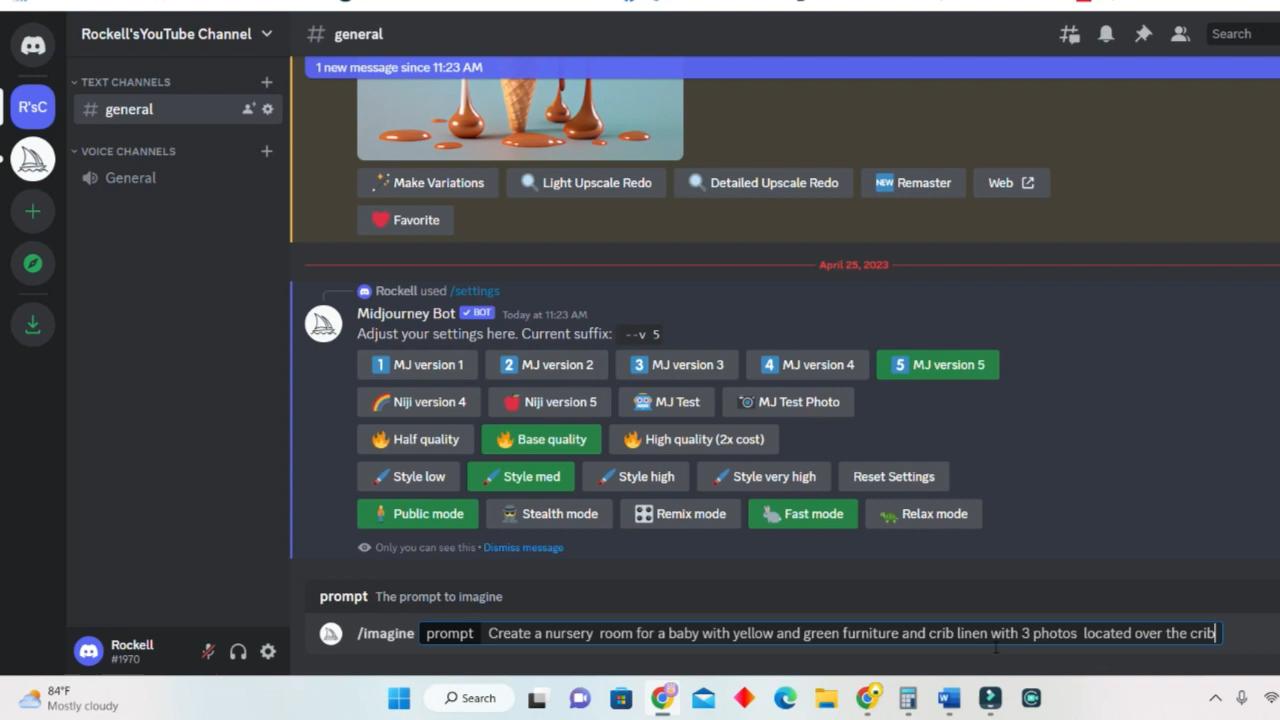 Rockell'sYouTube Channel
# general
Search
1 new message since 11:23 AM
TEXT CHANNELS
# general
R'sC
VOICE CHANNELS
General
Make Variations
Light Upscale Redo
Detailed Upscale Redo
NEW Remaster
Web
Favorite
April 25, 2023
Rockell used /settings
Midjourney Bot ✓ BOT Today at 11:23 AM
Adjust your settings here. Current suffix: --v 5
1 MJ version 1
2 MJ version 2
3 MJ version 3
4 MJ version 4
5 MJ version 5
Niji version 4
Niji version 5
MJ Test
MJ Test Photo
Half quality
Base quality
High quality (2x cost)
Style low
Style med
Style high
Style very high
Reset Settings
Public mode
Stealth mode
Remix mode
Fast mode
Relax mode
Only you can see this • Dismiss message
prompt The prompt to imagine
/imagine prompt Create a nursery room for a baby with yellow and green furniture and crib linen with 3 photos located over the crib
Rockell
#1970
84°F
Mostly cloudy
Search